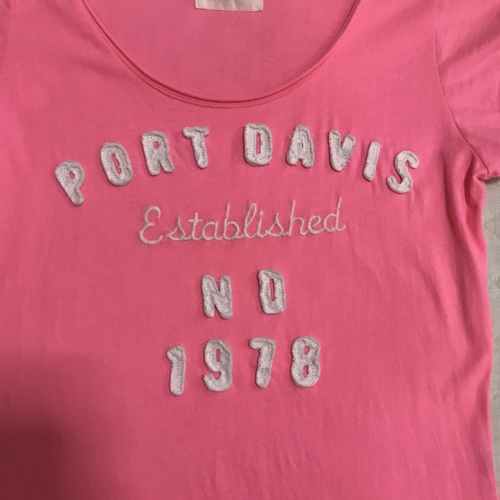 PORT DAVIS
Established
NO
1978